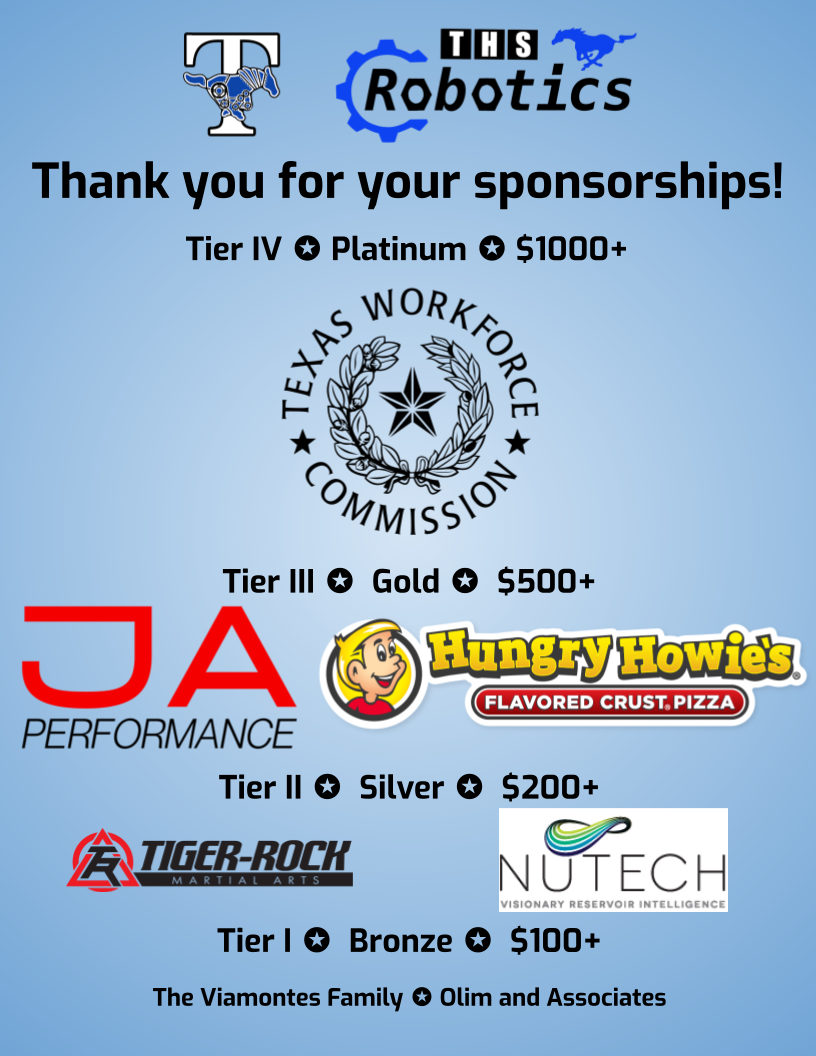 T
THS
Robotics
Thank you for your sponsorships!
Tier IV ✪ Platinum ✪ $1000+
TEXAS WORKFORCE
★ COMMISSION ★
Tier III ✪ Gold ✪ $500+
JA
PERFORMANCE
Hungry Howie's®
FLAVORED CRUST® PIZZA
Tier II ✪ Silver ✪ $200+
TR TIGER-ROCK
MARTIAL ARTS
NUTECH
VISIONARY RESERVOIR INTELLIGENCE
Tier I ✪ Bronze ✪ $100+
The Viamontes Family ✪ Olim and Associates